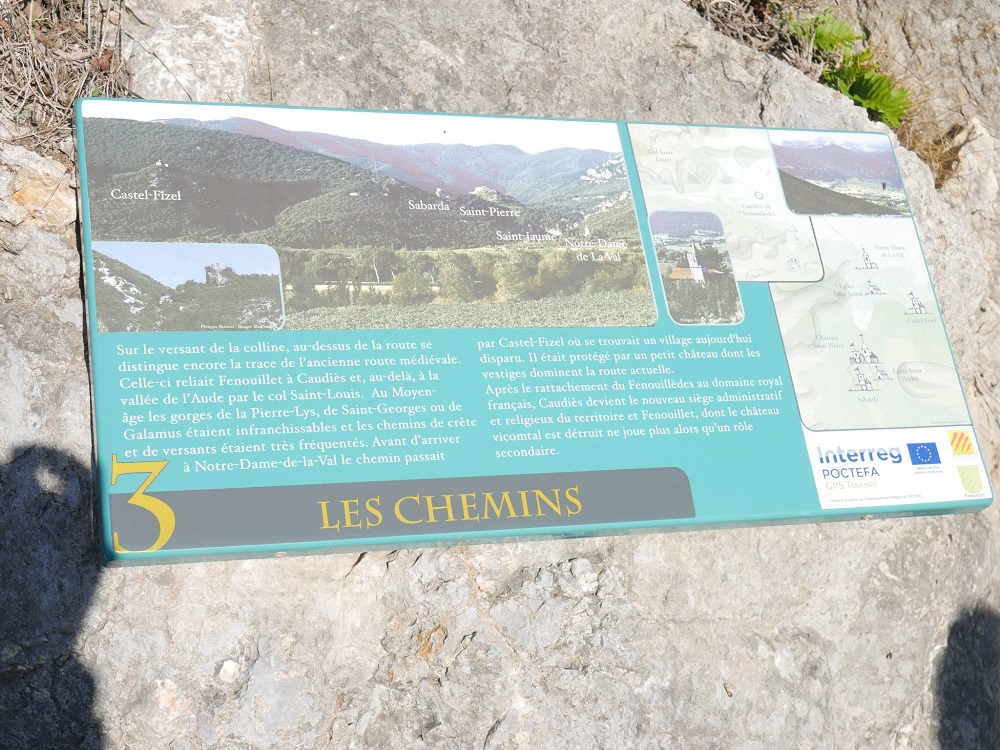 Castel-Fizel
Sabarda
Saint-Pierre
Saint-Jaume
Notre-Dame
de La Val
Caudiès de
Fenouillèdes
Notre Dame
de La Val
Castel Fizel
Château
Saint Pierre
Sabarda
Sur le versant de la colline, au-dessus de la route se
distingue encore la trace de l'ancienne route médiévale.
Celle-ci reliait Fenouillet à Caudiès et, au-delà, à la
vallée de l'Aude par le col Saint-Louis. Au Moyen-
âge les gorges de la Pierre-Lys, de Saint-Georges ou de
Galamus étaient infranchissables et les chemins de crête
et de versants étaient très fréquentés. Avant d'arriver
à Notre-Dame-de-la-Val le chemin passait
par Castel-Fizel où se trouvait un village aujourd'hui
disparu. Il était protégé par un petit château dont les
vestiges dominent la route actuelle.
Après le rattachement du Fenouillèdes au domaine royal
français, Caudiès devient le nouveau siège administratif
et religieux du territoire et Fenouillet, dont le château
vicomtal est détruit ne joue plus alors qu'un rôle
secondaire.
3
LES CHEMINS
Interreg
POCTEFA
GPS Tourism